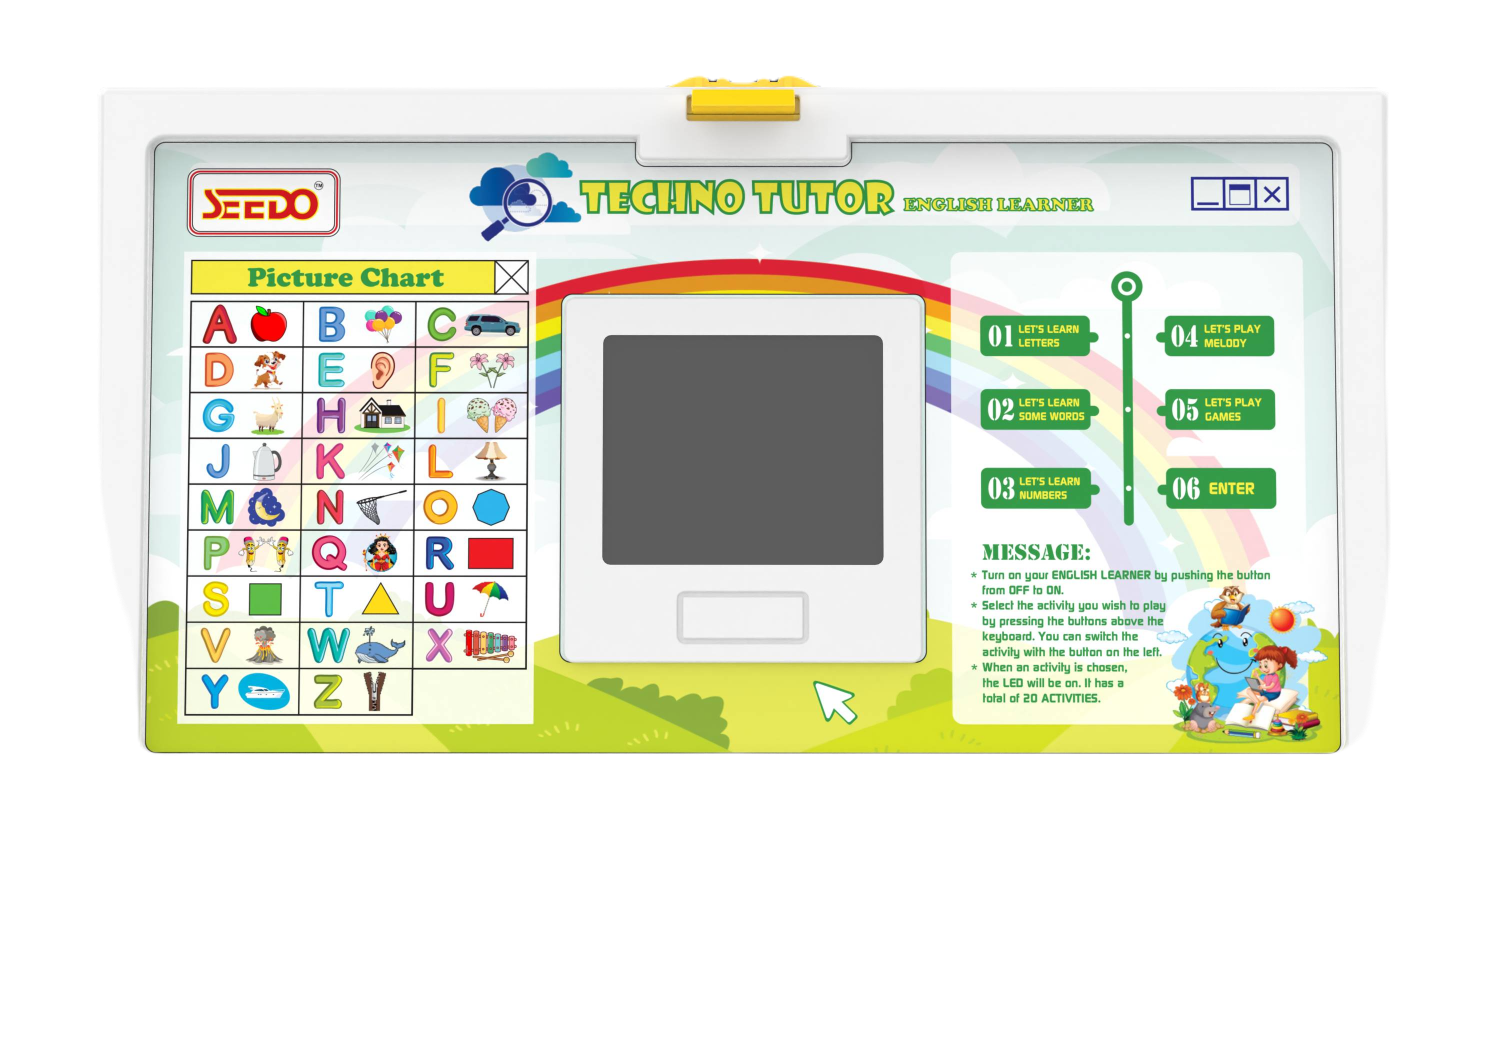 SEEDO TM
TECHNO TUTOR ENGLISH LEARNER
Picture Chart
A B C
D E F
G H I
J K L
M N O
P Q R
S T U
V W X
Y Z
01 LET'S LEARN
LETTERS
04 LET'S PLAY
MELODY
02 LET'S LEARN
SOME WORDS
05 LET'S PLAY
GAMES
03 LET'S LEARN
NUMBERS
06 ENTER
MESSAGE:
* Turn on your ENGLISH LEARNER by pushing the button
from OFF to ON.
* Select the activity you wish to play
by pressing the buttons above the
keyboard. You can switch the
activity with the button on the left.
* When an activity is chosen,
the LED will be on. It has a
total of 20 ACTIVITIES.